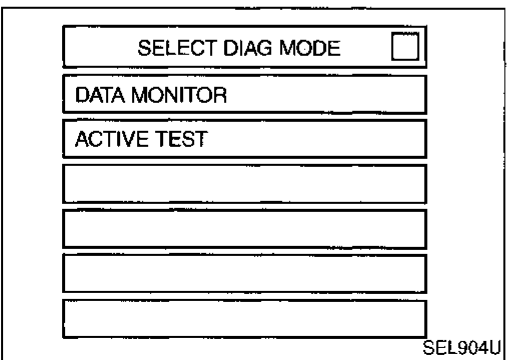 SELECT DIAG MODE
DATA MONITOR
ACTIVE TEST
SEL904U